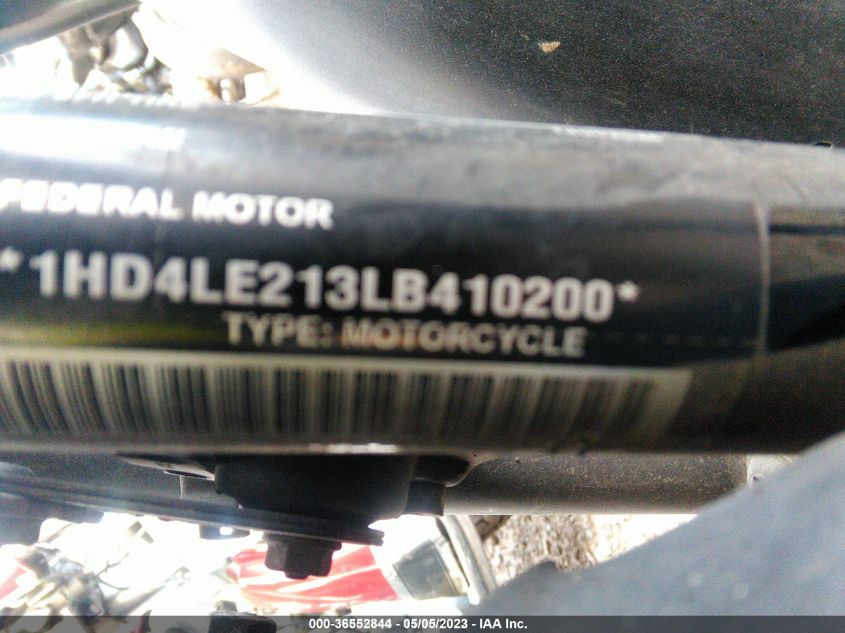 FEDERAL MOTOR
*1HD4LE213LB410200*
TYPE: MOTORCYCLE
000-36552844 - 05/05/2023 - IAA Inc.